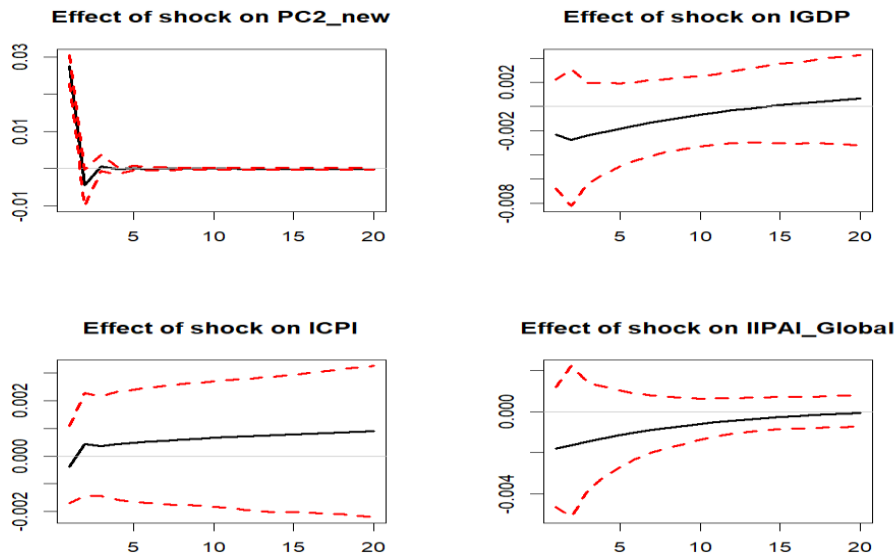 Effect of shock on PC2_new
Effect of shock on IGDP
0.03
0.01
-0.01
5 10 15 20
0.002
-0.002
-0.008
5 10 15 20
Effect of shock on ICPI
Effect of shock on IIPAI_Global
0.002
0.000
-0.002
5 10 15 20
0.000
-0.004
5 10 15 20